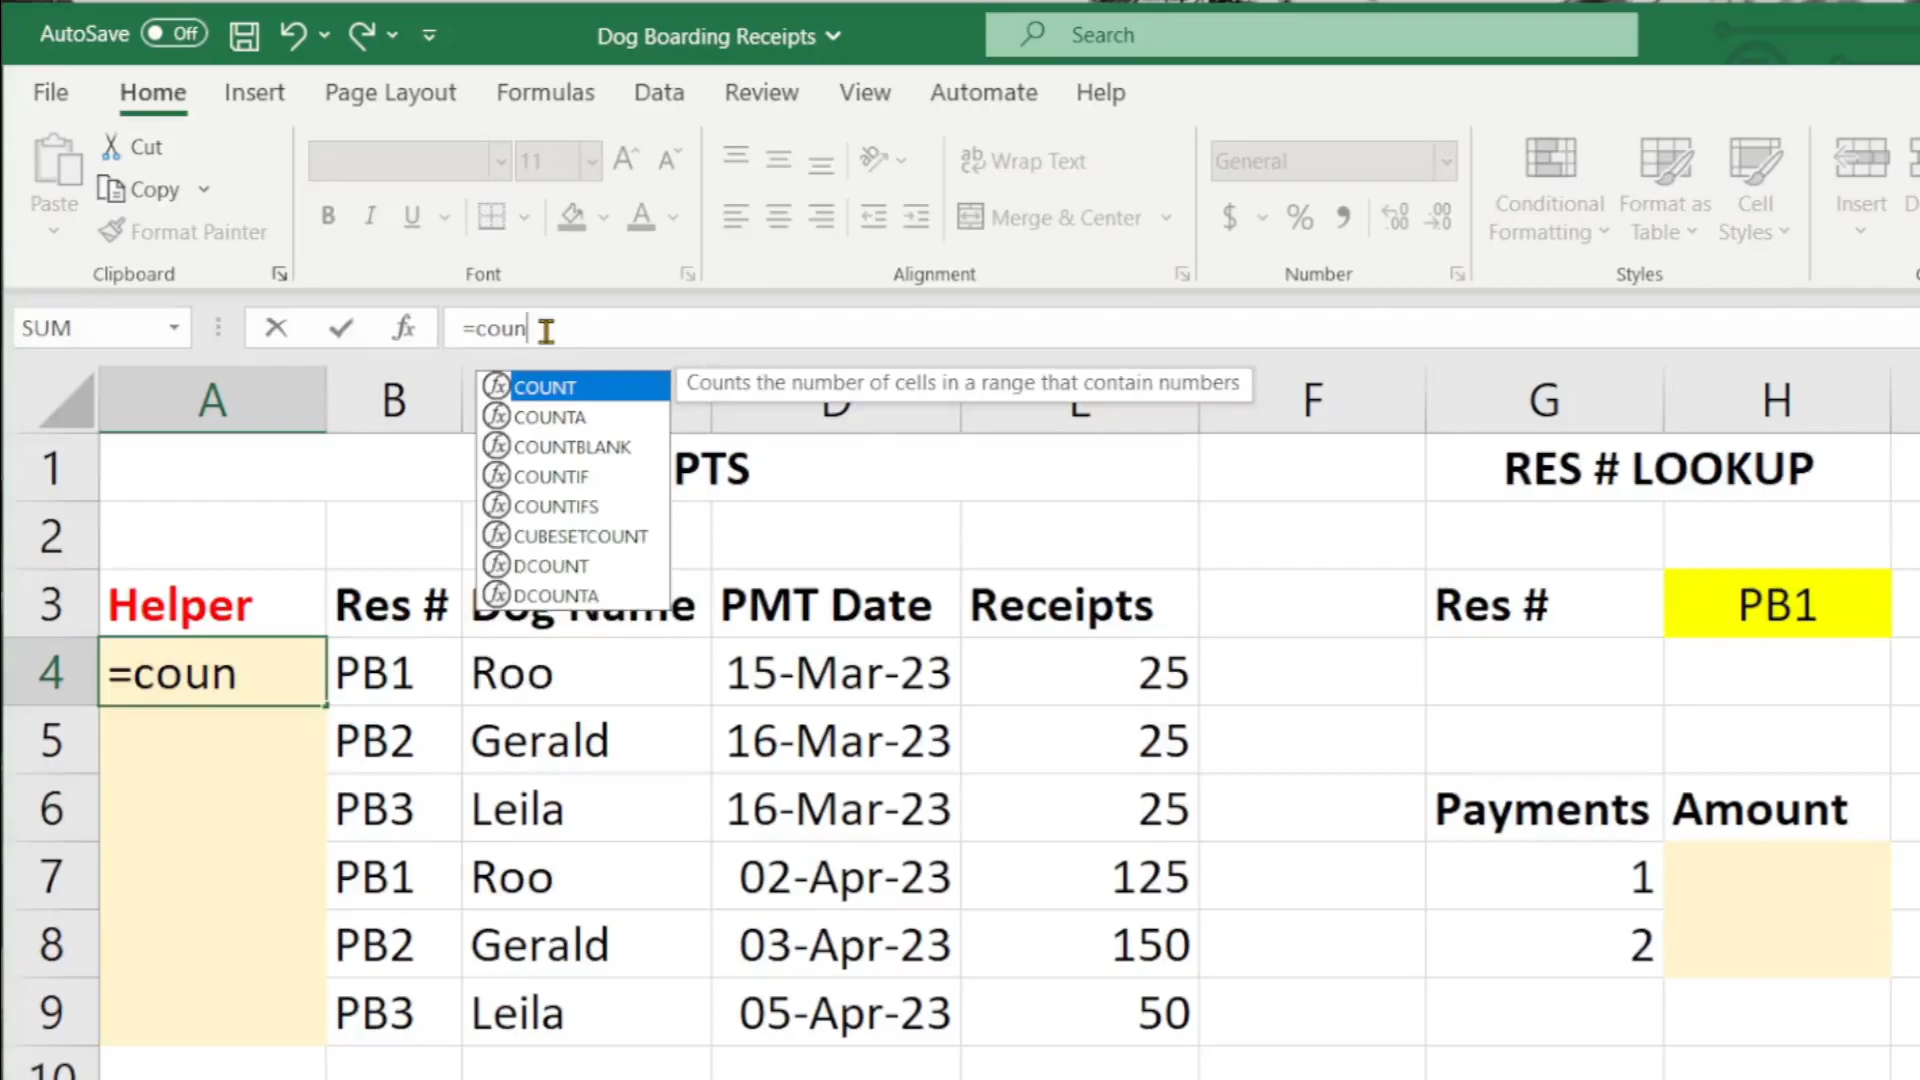 AutoSave Off Dog Boarding Receipts Search
File Home Insert Page Layout Formulas Data Review View Automate Help
Cut
Copy
Paste
Format Painter
Clipboard
11
B I U
Font
Wrap Text
Merge & Center
Alignment
General
$ % 9
Number
Conditional Formatting
Format as Table
Cell Styles
Styles
Insert
SUM fx =coun
COUNT
COUNTA
COUNTBLANK
COUNTIF
COUNTIFS
CUBESETCOUNT
DCOUNT
DCOUNTA
Counts the number of cells in a range that contain numbers
A B F G H
1 PTS RES # LOOKUP
2
3 Helper Res # Dog Name PMT Date Receipts Res # PB1
4 =coun PB1 Roo 15-Mar-23 25
5 PB2 Gerald 16-Mar-23 25
6 PB3 Leila 16-Mar-23 25 Payments Amount
7 PB1 Roo 02-Apr-23 125 1
8 PB2 Gerald 03-Apr-23 150 2
9 PB3 Leila 05-Apr-23 50
10